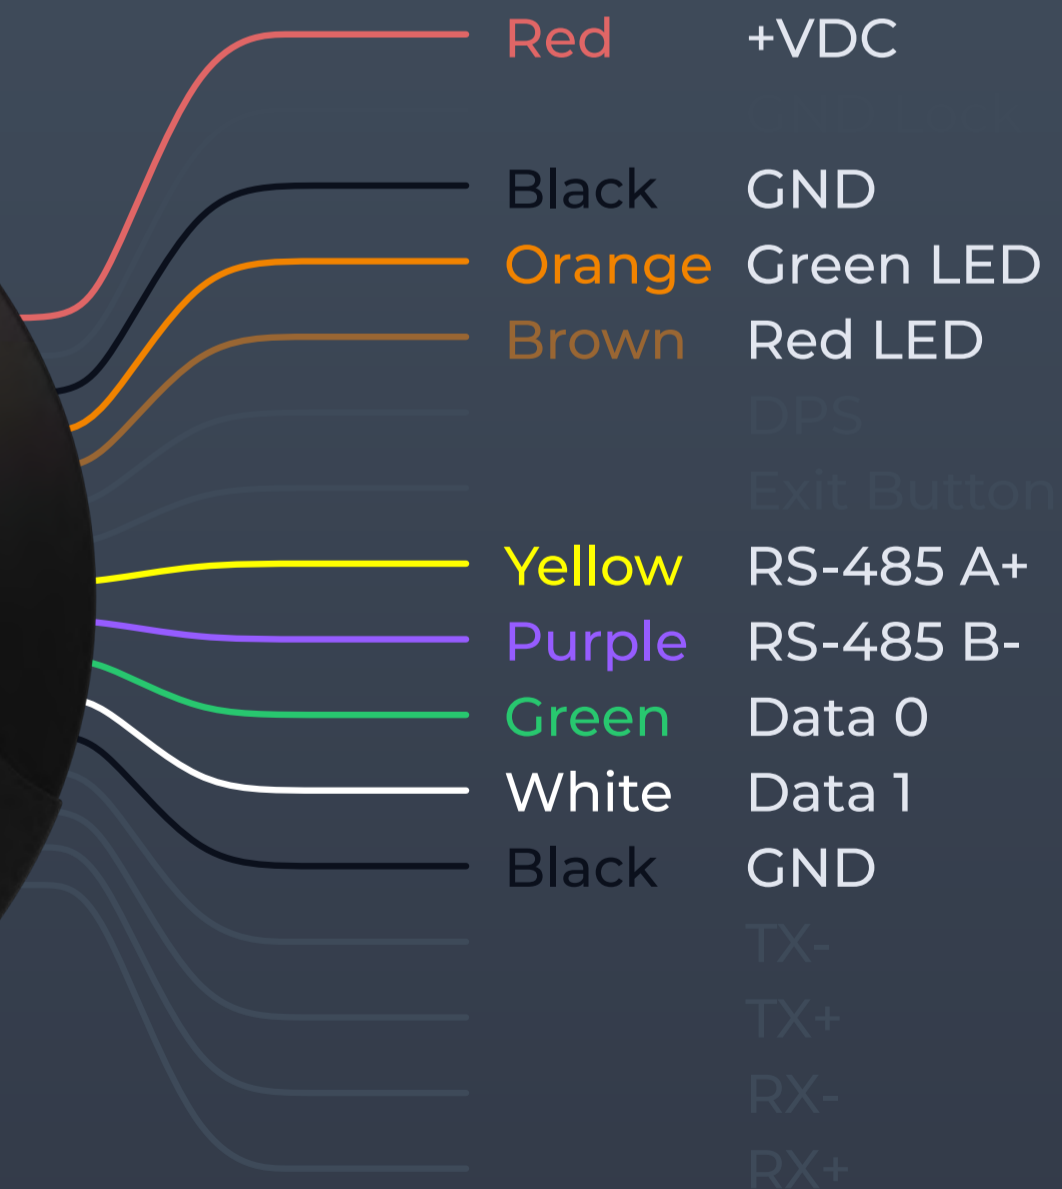 Red +VDC
Black GND
Orange Green LED
Brown Red LED
DPS
Exit Button
Yellow RS-485 A+
Purple RS-485 B-
Green Data 0
White Data 1
Black GND
TX-
TX+
RX-
RX+